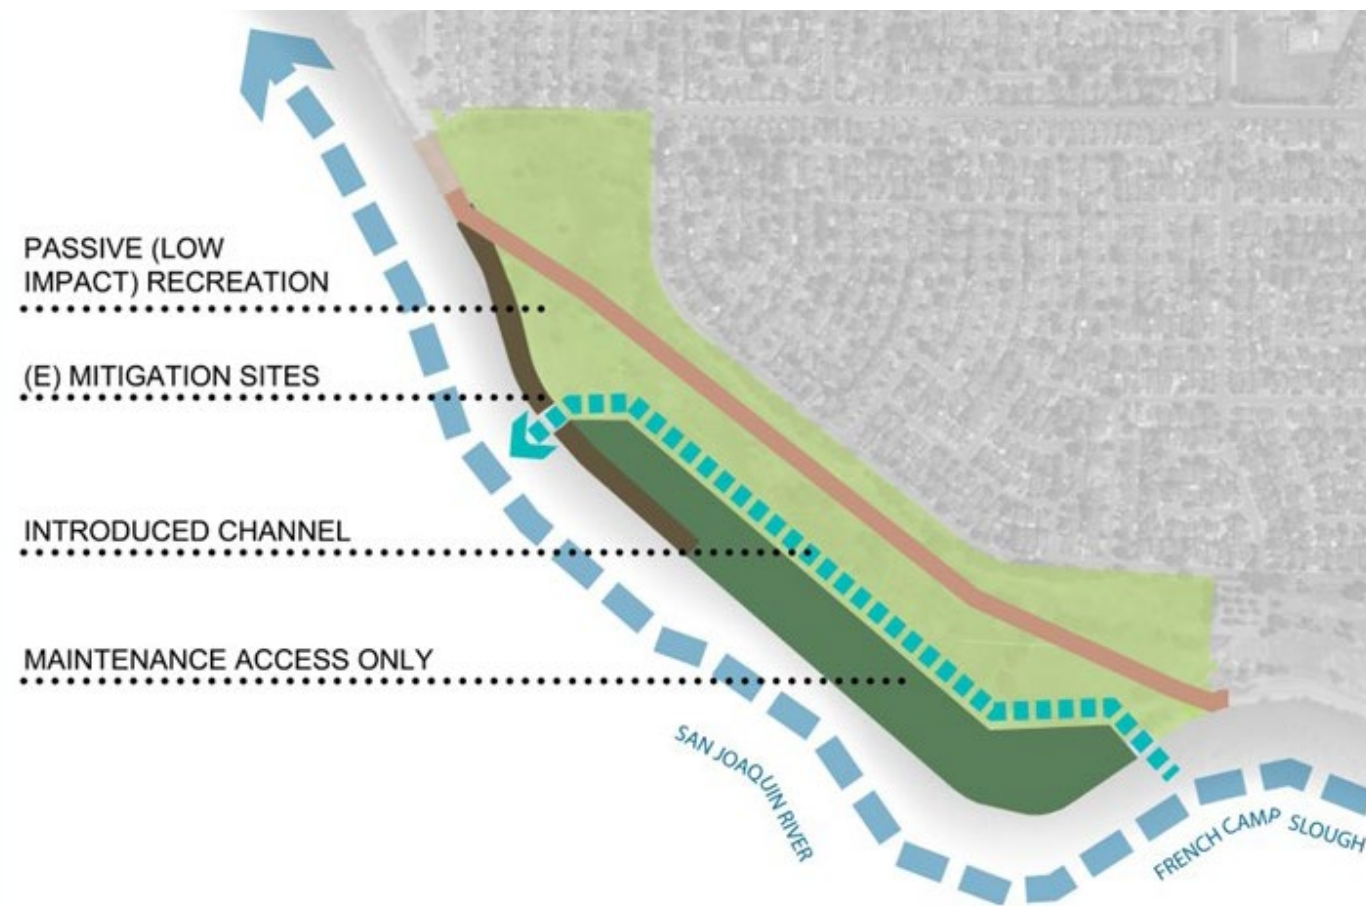 PASSIVE (LOW
IMPACT) RECREATION
(E) MITIGATION SITES
INTRODUCED CHANNEL
MAINTENANCE ACCESS ONLY
SAN JOAQUIN RIVER
FRENCH CAMP SLOUGH